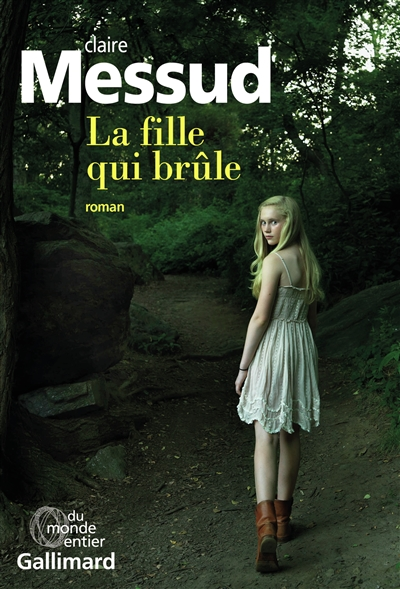 claire
Messud
La fille
qui brûle
roman
du
monde
entier
Gallimard